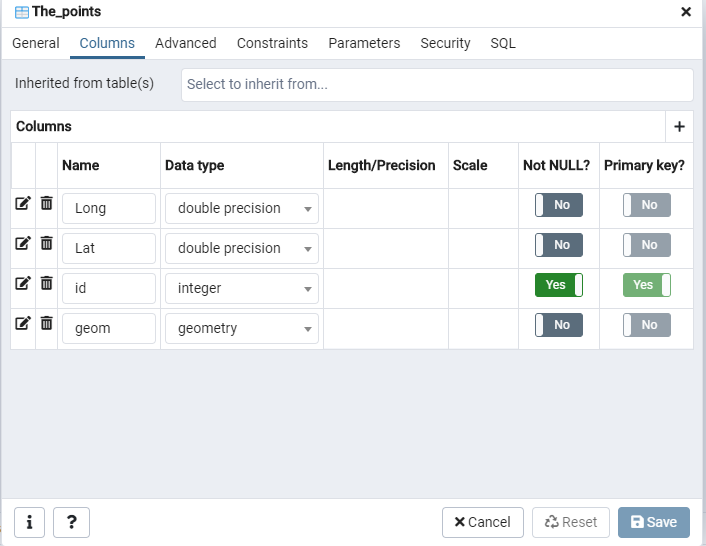 The_points
General Columns Advanced Constraints Parameters Security SQL
Inherited from table(s) Select to inherit from...
Columns
Name Data type Length/Precision Scale Not NULL? Primary key?
Long double precision No No
Lat double precision No No
id integer Yes Yes
geom geometry No No
i ? Cancel Reset Save